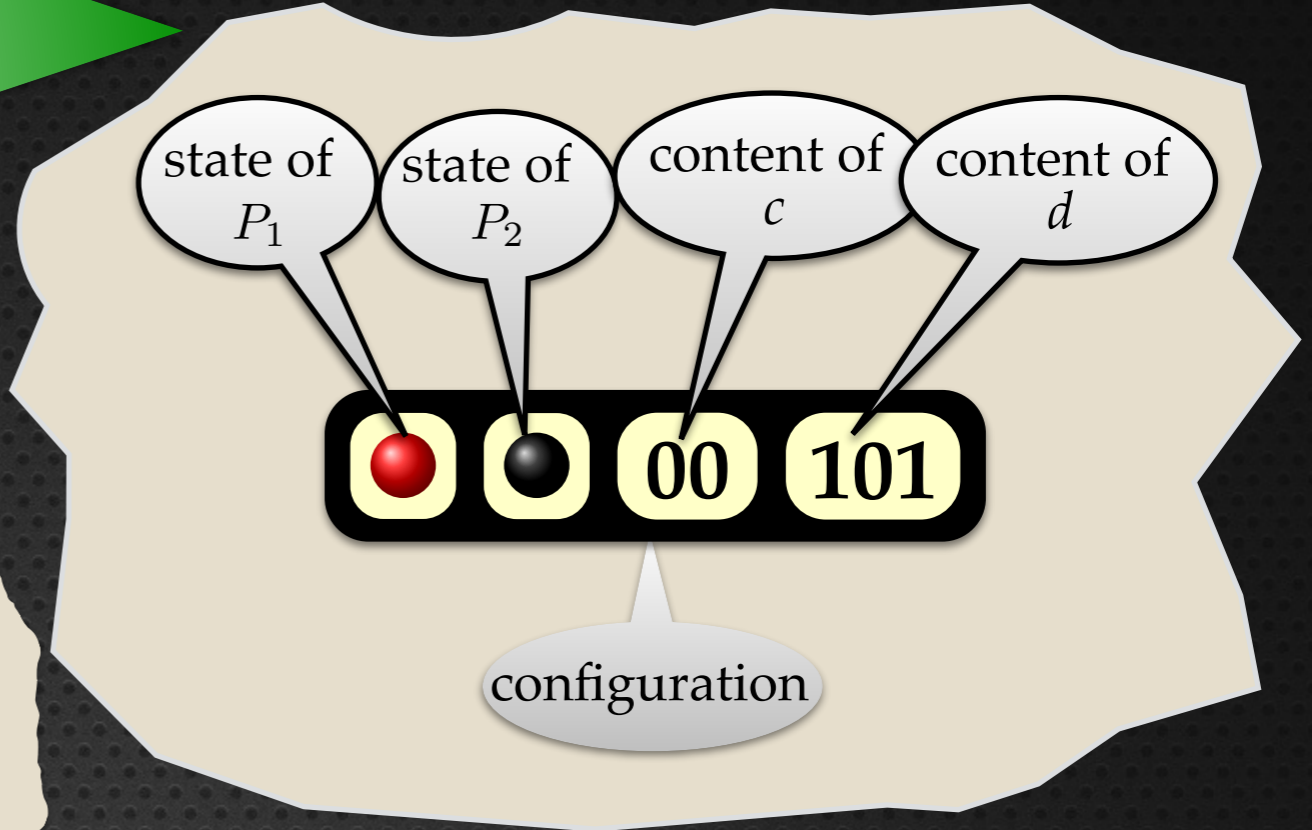 state of
P₁
state of
P₂
content of
c
content of
d
00
101
configuration